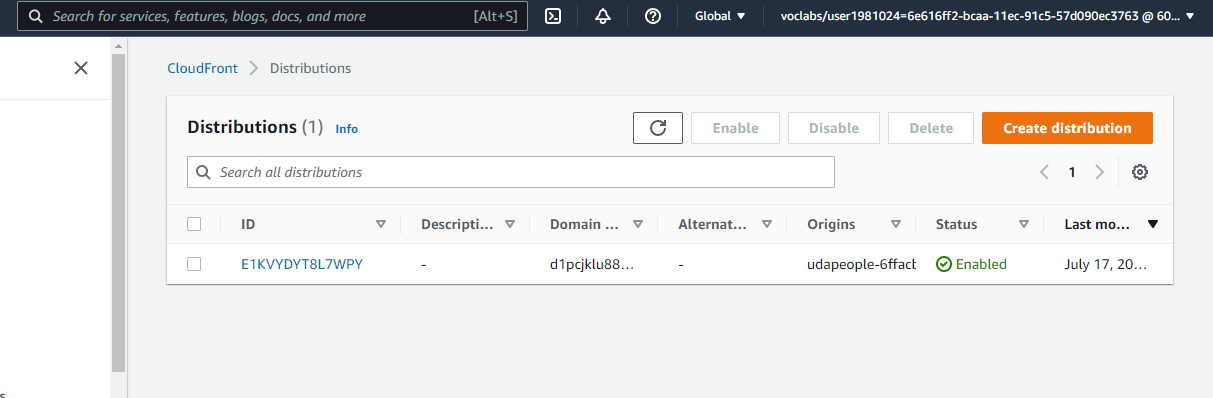 Search for services, features, blogs, docs, and more [Alt+S] Global voclabs/user1981024=6e616ff2-bcaa-11ec-91c5-57d090ec3763 @ 60...
CloudFront Distributions
Distributions (1) Info Enable Disable Delete Create distribution
Search all distributions 1
ID Descripti... Domain ... Alternat... Origins Status Last mo...
E1KVYDYT8L7WPY - d1pcjklu88... - udapeople-6ffacb Enabled July 17, 20...